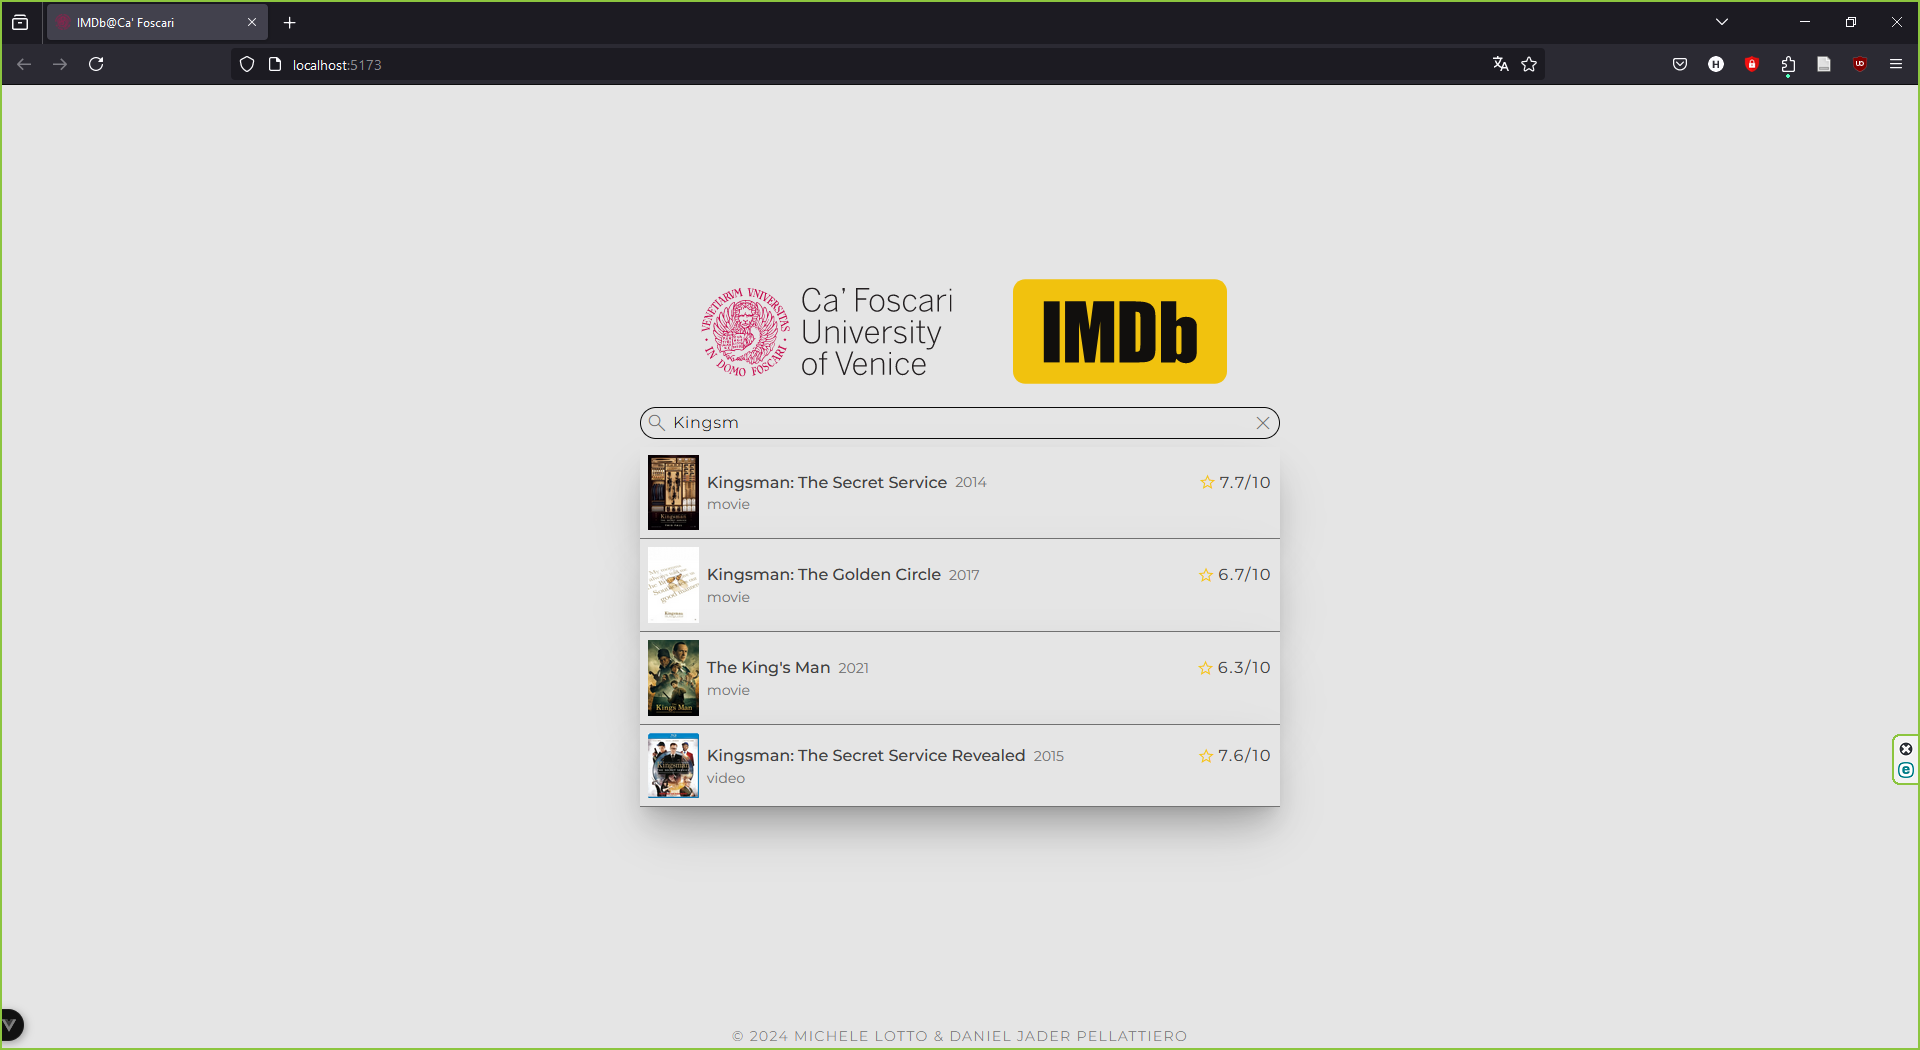 IMDb@Ca' Foscari
localhost:5173
VENETIARVM VNIVERSITAS
IN DOMO FOSCARI
Ca' Foscari
University
of Venice
IMDb
Kingsm
Kingsman: The Secret Service 2014
7.7/10
movie
Kingsman: The Golden Circle 2017
6.7/10
movie
The King's Man 2021
6.3/10
movie
King's Man
Kingsman: The Secret Service Revealed 2015
7.6/10
video
© 2024 MICHELE LOTTO & DANIEL JADER PELLATTIERO